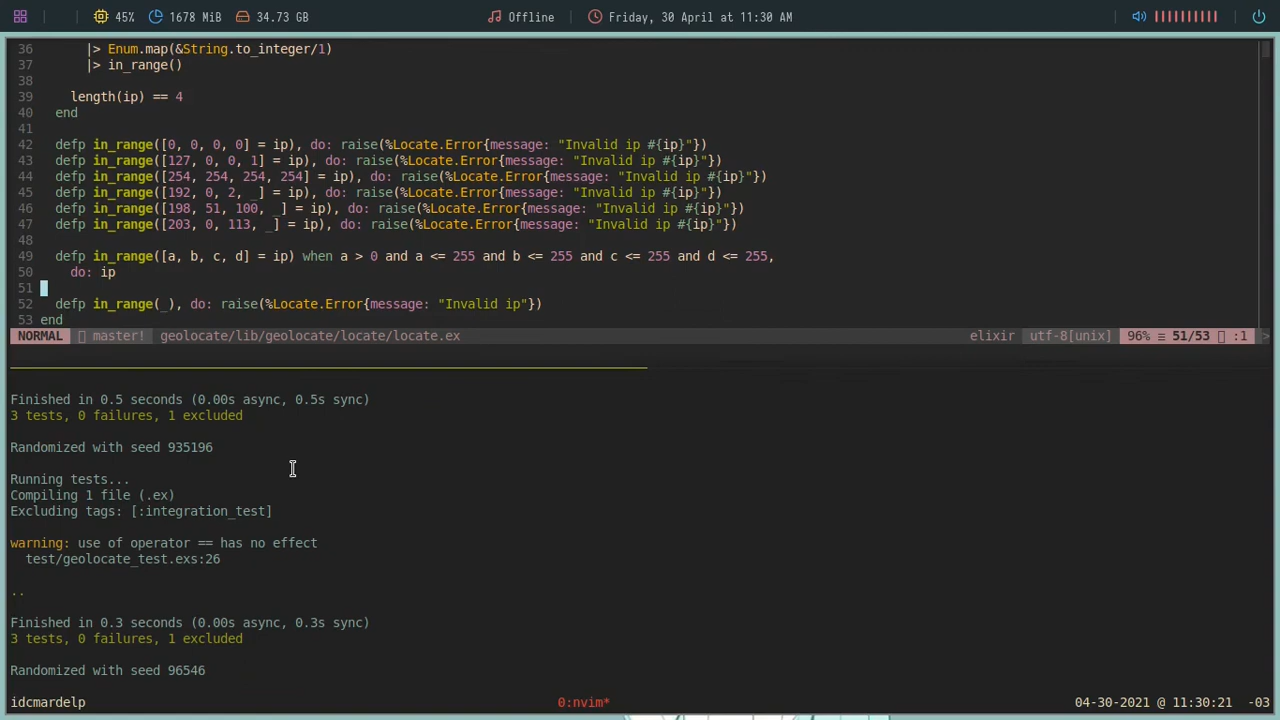 45% 1678 MiB 34.73 GB Offline Friday, 30 April at 11:30 AM
36 |> Enum.map(&String.to_integer/1)
37 |> in_range()
38
39 length(ip) == 4
40 end
41
42 defp in_range([0, 0, 0, 0] = ip), do: raise(%Locate.Error{message: "Invalid ip #{ip}"})
43 defp in_range([127, 0, 0, 1] = ip), do: raise(%Locate.Error{message: "Invalid ip #{ip}"})
44 defp in_range([254, 254, 254, 254] = ip), do: raise(%Locate.Error{message: "Invalid ip #{ip}"})
45 defp in_range([192, 0, 2, _] = ip), do: raise(%Locate.Error{message: "Invalid ip #{ip}"})
46 defp in_range([198, 51, 100, _] = ip), do: raise(%Locate.Error{message: "Invalid ip #{ip}"})
47 defp in_range([203, 0, 113, _] = ip), do: raise(%Locate.Error{message: "Invalid ip #{ip}"})
48
49 defp in_range([a, b, c, d] = ip) when a > 0 and a <= 255 and b <= 255 and c <= 255 and d <= 255,
50 do: ip
51
52 defp in_range(_), do: raise(%Locate.Error{message: "Invalid ip"})
53 end
NORMAL master! geolocate/lib/geolocate/locate/locate.ex elixir utf-8[unix] 96% ≡ 51/53 :1 >
Finished in 0.5 seconds (0.00s async, 0.5s sync)
3 tests, 0 failures, 1 excluded
Randomized with seed 935196
Running tests...
Compiling 1 file (.ex)
Excluding tags: [:integration_test]
warning: use of operator == has no effect
test/geolocate_test.exs:26
..
Finished in 0.3 seconds (0.00s async, 0.3s sync)
3 tests, 0 failures, 1 excluded
Randomized with seed 96546
idcmardelp 0:nvim* 04-30-2021 @ 11:30:21 -03